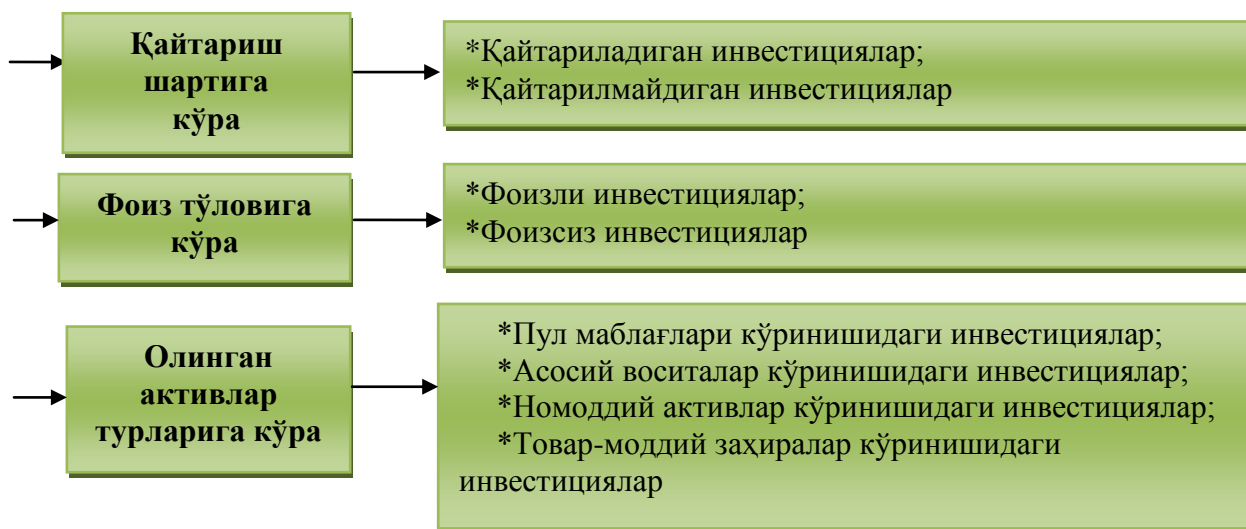 Қайтариш
шартига
кўра
*Қайтариладиган инвестициялар;
*Қайтарилмайдиган инвестициялар
Фоиз тўловига
кўра
*Фоизли инвестициялар;
*Фоизсиз инвестициялар
Олинган
активлар
турларига кўра
*Пул маблағлари кўринишидаги инвестициялар;
*Асосий воситалар кўринишидаги инвестициялар;
*Номоддий активлар кўринишидаги инвестициялар;
*Товар-моддий заҳиралар кўринишидаги
инвестициялар